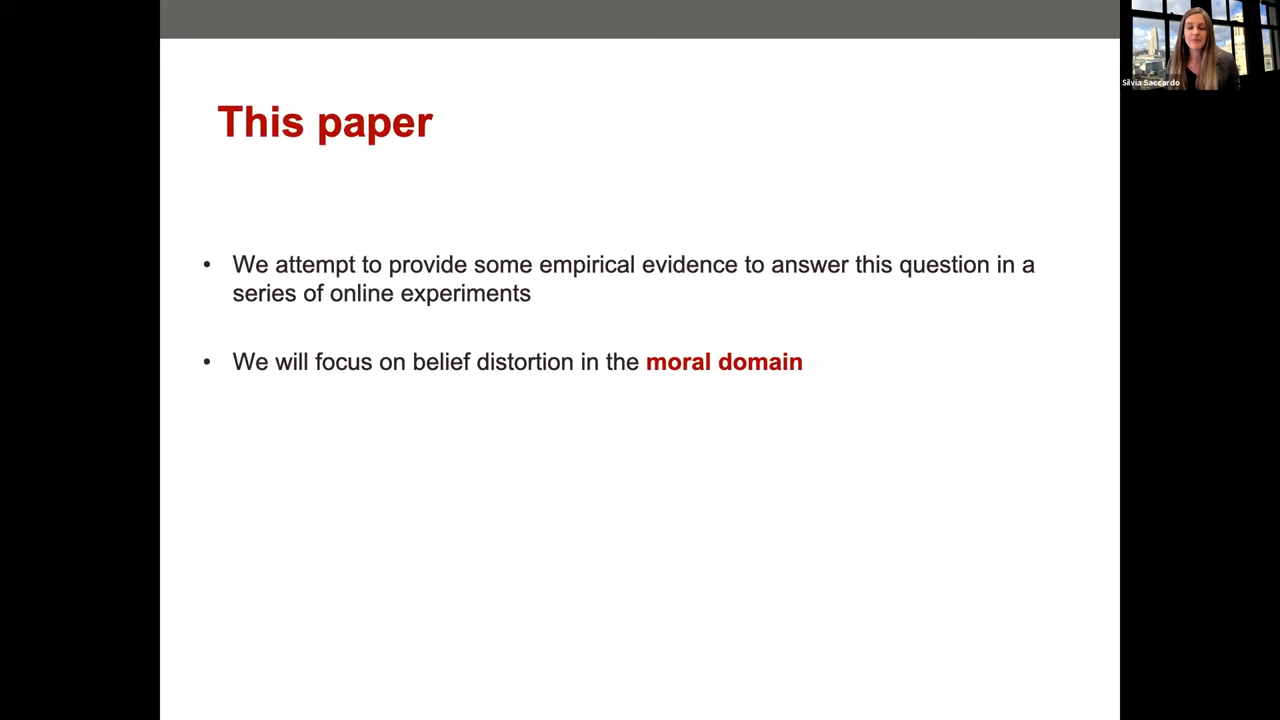 Silvia Saccardo
This paper
• We attempt to provide some empirical evidence to answer this question in a
series of online experiments
• We will focus on belief distortion in the moral domain